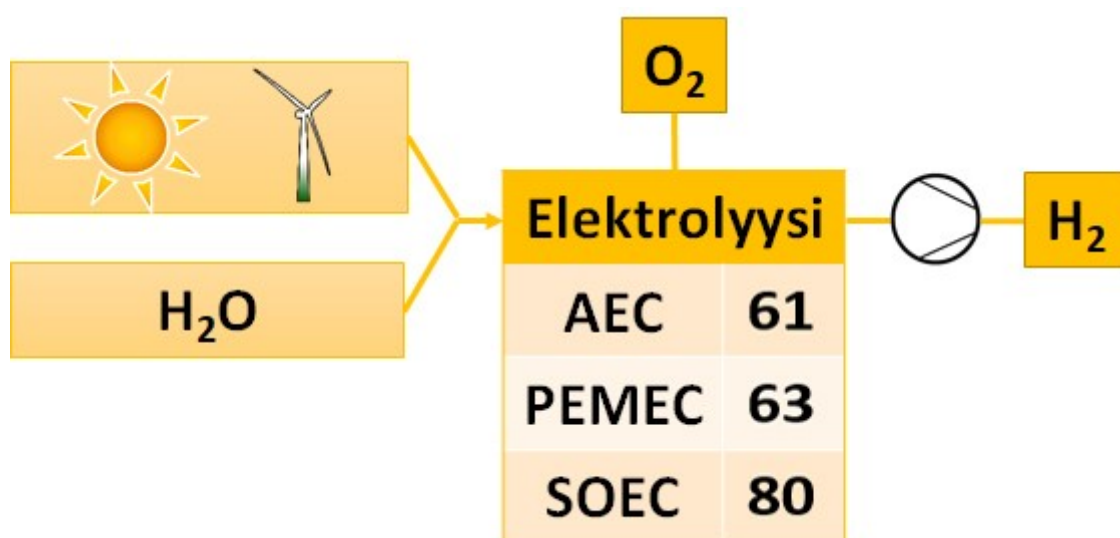 O₂
Elektrolyysi
H₂
H₂O
AEC 61
PEMEC 63
SOEC 80